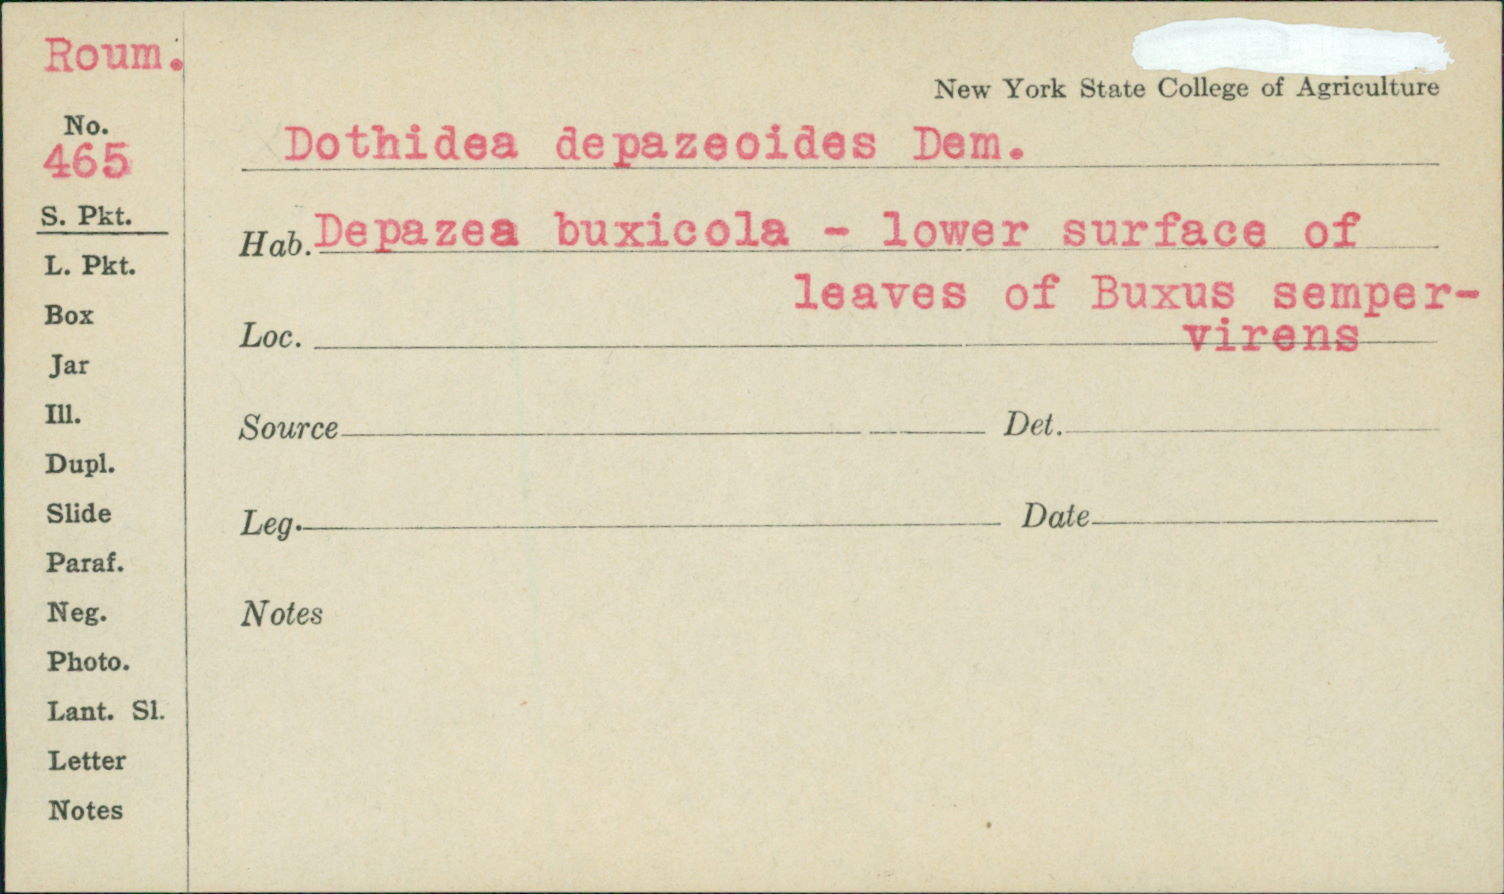 Roum.
New York State College of Agriculture
No.
465
Dothidea depazeoides Dem.
S. Pkt.
Hab. Depazea buxicola - lower surface of
L. Pkt.
leaves of Buxus semper-
Box
Loc. virens
Jar
Ill.
Source Det.
Dupl.
Slide
Leg. Date
Paraf.
Neg.
Notes
Photo.
Lant. Sl.
Letter
Notes